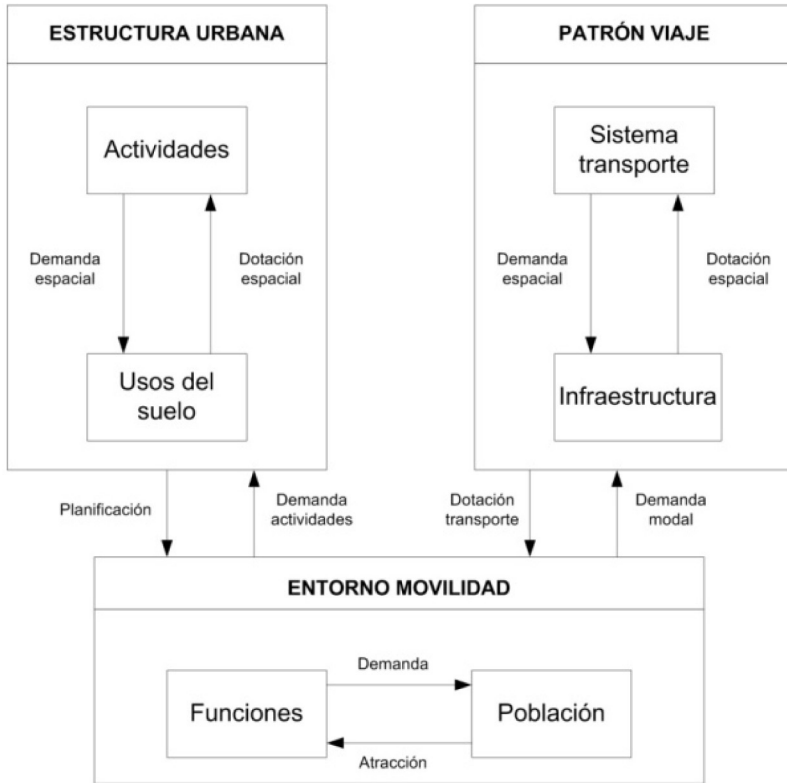 ESTRUCTURA URBANA
Actividades
Demanda
espacial
Dotación
espacial
Usos del
suelo
PATRÓN VIAJE
Sistema
transporte
Demanda
espacial
Dotación
espacial
Infraestructura
Planificación
Demanda
actividades
Dotación
transporte
Demanda
modal
ENTORNO MOVILIDAD
Demanda
Funciones
Población
Atracción